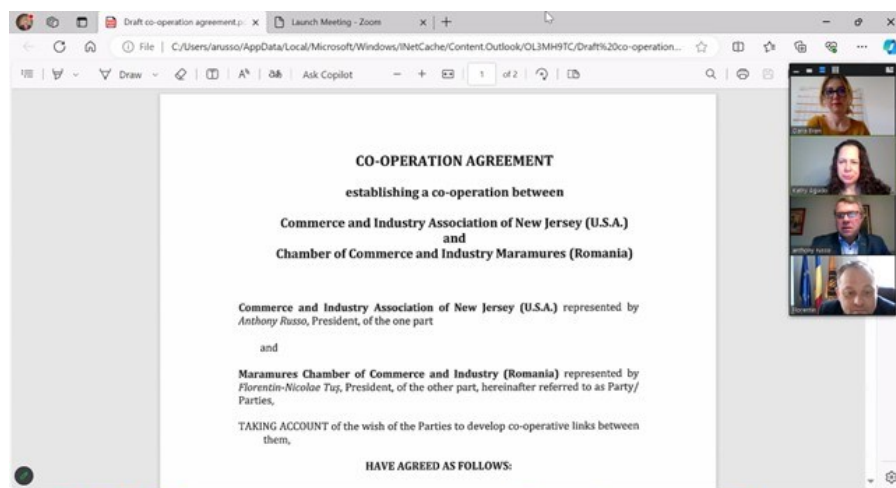 Draft co-operation agreement.p
Launch Meeting - Zoom
File
C:/Users/arusso/AppData/Local/Microsoft/Windows/INetCache/Content.Outlook/OL3MH9TC/Draft%20co-operation...
Draw
Ask Copilot
1
of 2
CO-OPERATION AGREEMENT
establishing a co-operation between
Commerce and Industry Association of New Jersey (U.S.A.)
and
Chamber of Commerce and Industry Maramures (Romania)
Commerce and Industry Association of New Jersey (U.S.A.) represented by
Anthony Russo, President, of the one part
and
Maramures Chamber of Commerce and Industry (Romania) represented by
Florentin-Nicolae Tuș, President, of the other part, hereinafter referred to as Party/
Parties,
TAKING ACCOUNT of the wish of the Parties to develop co-operative links between
them,
HAVE AGREED AS FOLLOWS:
Kathy
anthony russo
Florentin